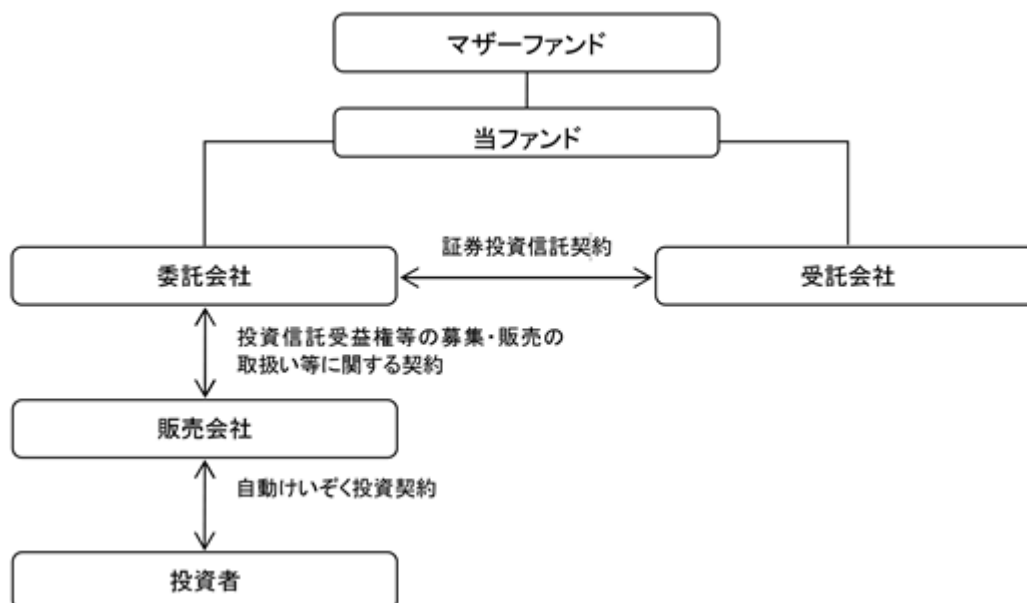 マザーファンド
当ファンド
証券投資信託契約
委託会社
受託会社
投資信託受益権等の募集・販売の
取扱い等に関する契約
販売会社
自動けいぞく投資契約
投資者